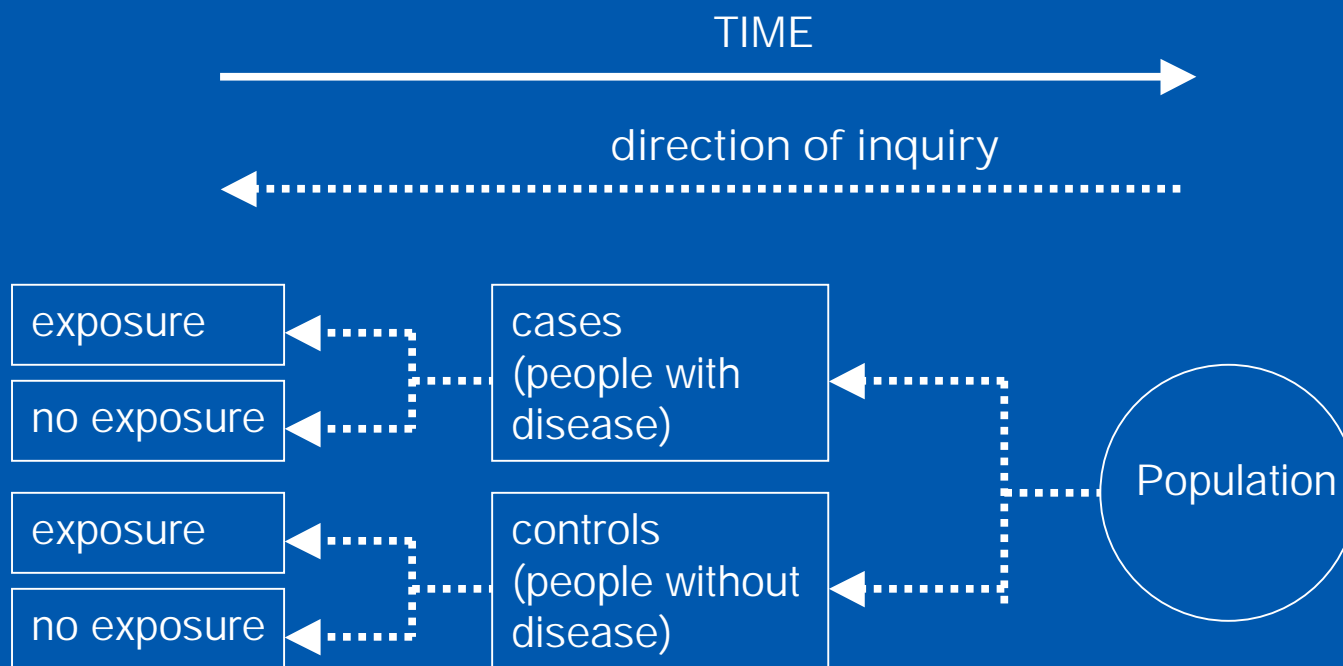 TIME
direction of inquiry
exposure
no exposure
cases
(people with
disease)
exposure
no exposure
controls
(people without
disease)
Population